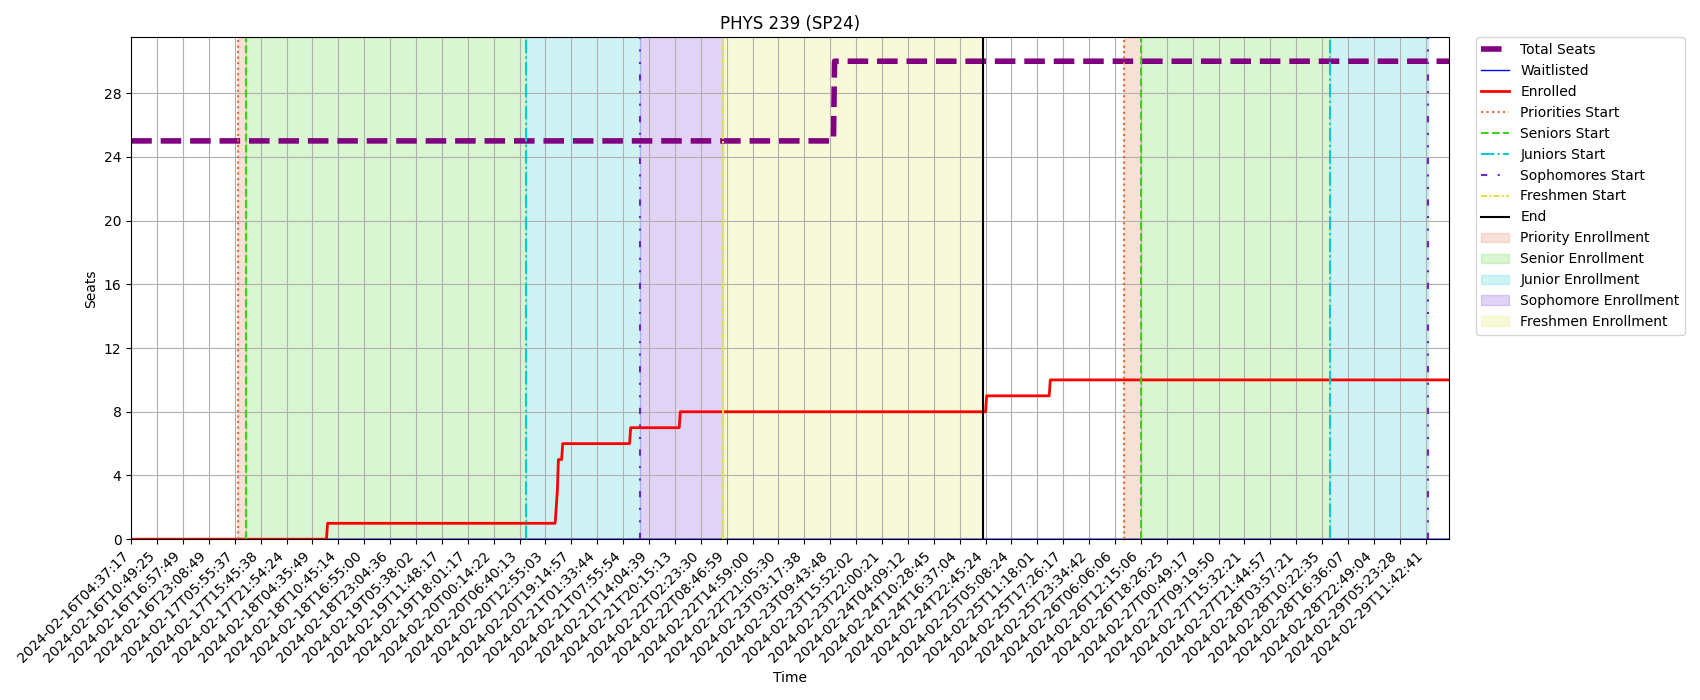 PHYS 239 (SP24)
Seats
28
24
20
16
12
8
4
0
2024-02-16T04:37:17
2024-02-16T10:49:25
2024-02-16T16:57:49
2024-02-16T23:08:49
2024-02-17T05:55:37
2024-02-17T15:45:38
2024-02-17T21:54:24
2024-02-18T04:35:49
2024-02-18T10:45:14
2024-02-18T16:55:00
2024-02-18T23:04:36
2024-02-19T05:38:02
2024-02-19T11:48:17
2024-02-19T18:01:17
2024-02-20T00:14:22
2024-02-20T06:40:13
2024-02-20T12:55:03
2024-02-20T19:14:57
2024-02-21T01:33:44
2024-02-21T07:55:54
2024-02-21T14:04:39
2024-02-21T20:15:13
2024-02-22T02:23:30
2024-02-22T08:46:59
2024-02-22T14:59:00
2024-02-22T21:05:30
2024-02-23T03:17:38
2024-02-23T09:43:48
2024-02-23T15:52:02
2024-02-23T22:00:21
2024-02-24T04:09:12
2024-02-24T10:28:45
2024-02-24T16:37:04
2024-02-24T22:45:24
2024-02-25T05:08:24
2024-02-25T11:18:01
2024-02-25T17:26:17
2024-02-25T23:34:42
2024-02-26T06:06:06
2024-02-26T12:15:06
2024-02-26T18:26:25
2024-02-27T00:49:17
2024-02-27T09:19:50
2024-02-27T15:32:21
2024-02-27T21:44:57
2024-02-28T03:57:21
2024-02-28T10:22:35
2024-02-28T16:36:07
2024-02-28T22:49:04
2024-02-29T05:23:28
2024-02-29T11:42:41
Time
Total Seats
Waitlisted
Enrolled
Priorities Start
Seniors Start
Juniors Start
Sophomores Start
Freshmen Start
End
Priority Enrollment
Senior Enrollment
Junior Enrollment
Sophomore Enrollment
Freshmen Enrollment